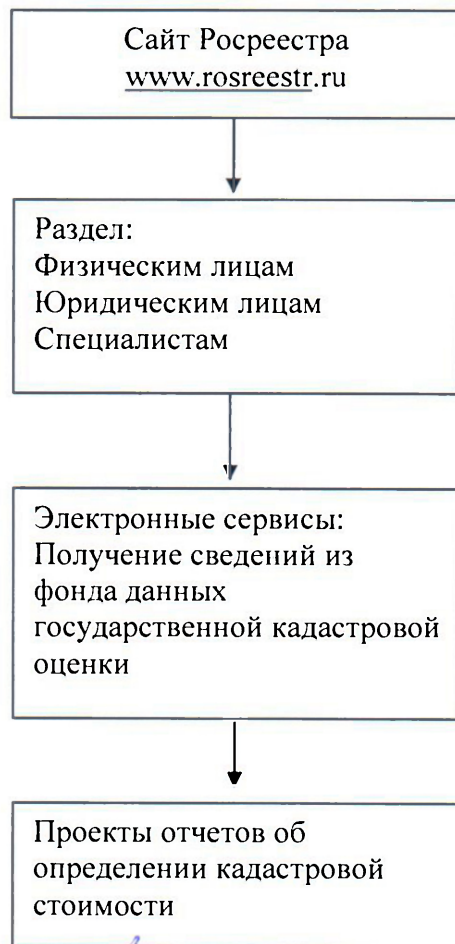 Сайт Росреестра
www.rosreestr.ru
Раздел:
Физическим лицам
Юридическим лицам
Специалистам
Электронные сервисы:
Получение сведений из
фонда данных
государственной кадастровой
оценки
Проекты отчетов об
определении кадастровой
стоимости